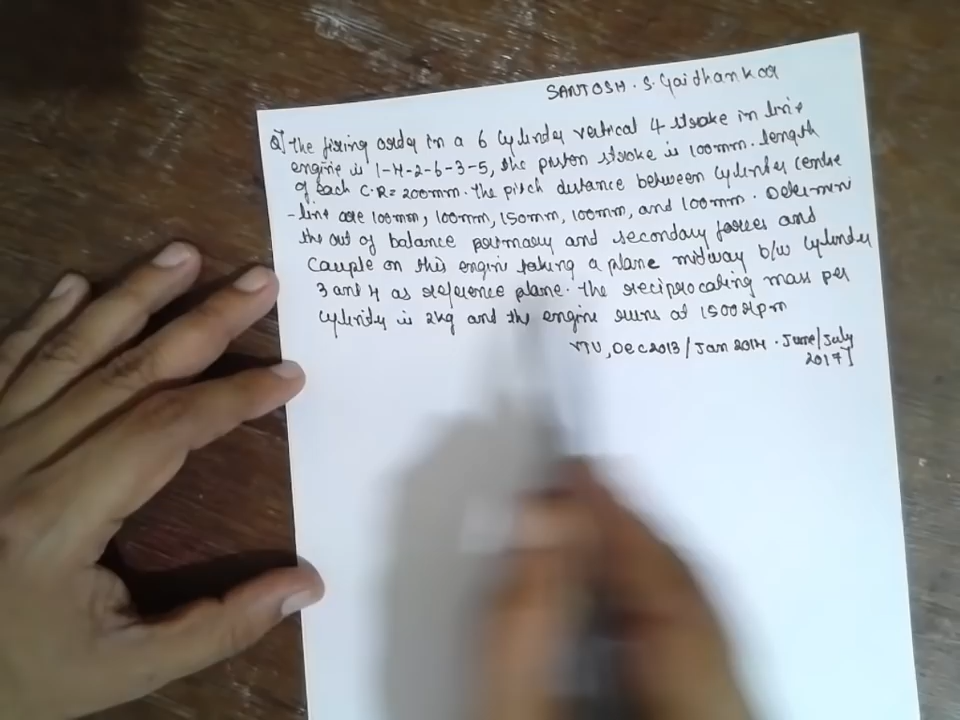 SANTOSH . S. Gaidhankar
Q] The firing order in a 6 cylinder vertical 4 stroke in line
engine is 1-4-2-6-3-5, the piston stroke is 100mm. length
of each C.R = 200mm. The pitch distance between cylinder centre
-line are 100mm, 100mm, 150mm, 100mm, and 100mm. Determini
the out of balance primary and secondary forces and
Couple on this engine taking a plane midway b/w cylinder
3 and 4 as reference plane. The reciprocating mass per
cylinder is 2kg and the engine runs at 1500 rpm
VTU, Dec 2013 / Jan 2014 . June/July
2017]